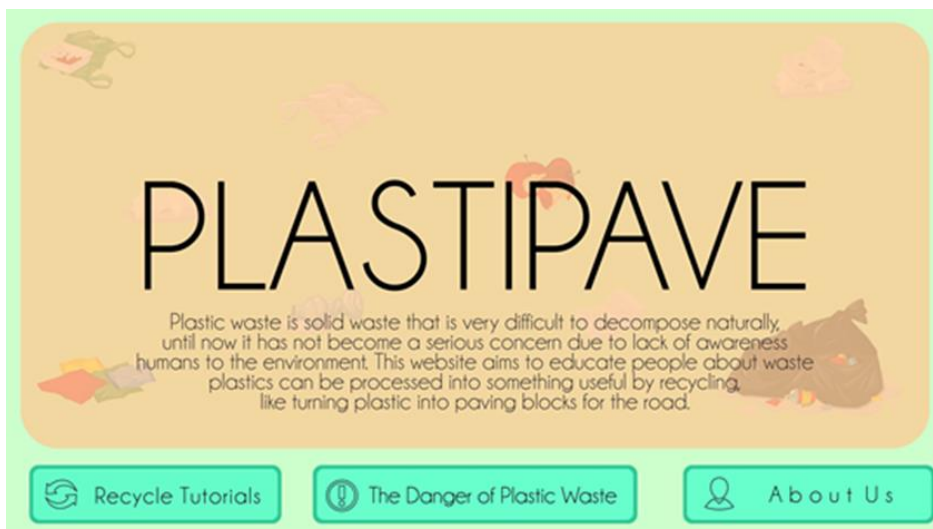 PLASTIPAVE
Plastic waste is solid waste that is very difficult to decompose naturally,
until now it has not become a serious concern due to lack of awareness
humans to the environment. This website aims to educate people about waste
plastics can be processed into something useful by recycling,
like turning plastic into paving blocks for the road.
Recycle Tutorials
The Danger of Plastic Waste
About Us